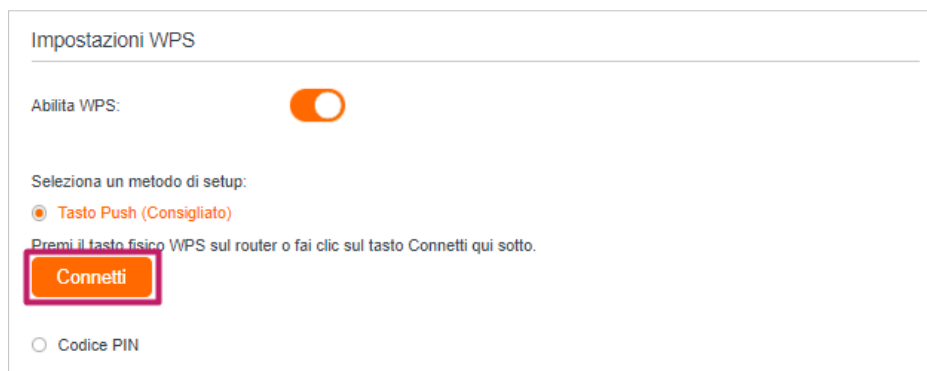 Impostazioni WPS
Abilita WPS:
Seleziona un metodo di setup:
Tasto Push (Consigliato)
Premi il tasto fisico WPS sul router o fai clic sul tasto Connetti qui sotto.
Connetti
Codice PIN